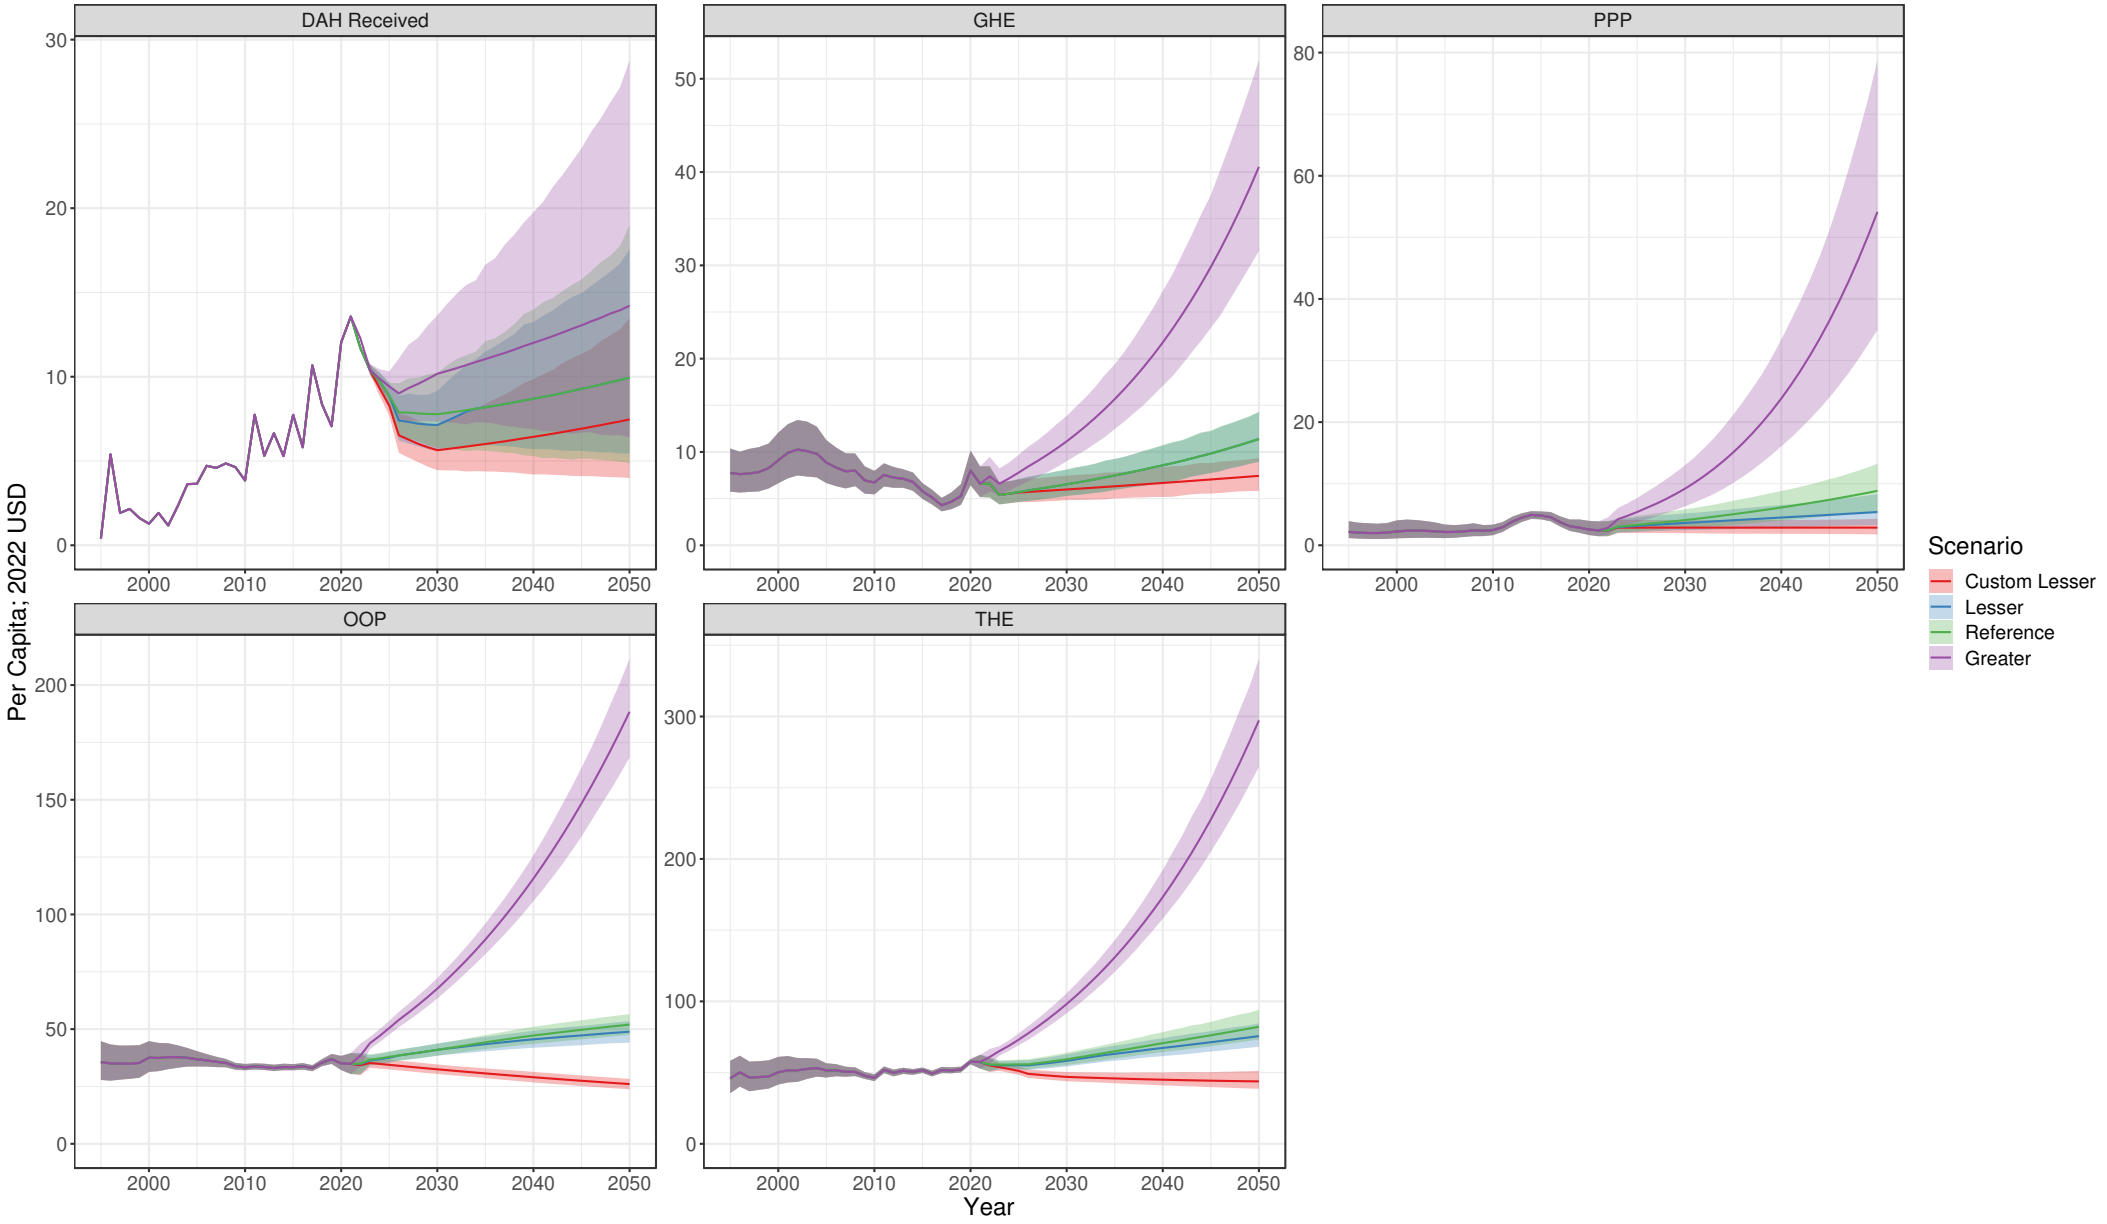 DAH Received
GHE
PPP
30
20
10
0
50
40
30
20
10
0
80
60
40
20
0
2000 2010 2020 2030 2040 2050
2000 2010 2020 2030 2040 2050
2000 2010 2020 2030 2040 2050
Per Capita; 2022 USD
OOP
THE
200
150
100
50
0
300
200
100
0
2000 2010 2020 2030 2040 2050
2000 2010 2020 2030 2040 2050
Year
Scenario
Custom Lesser
Lesser
Reference
Greater